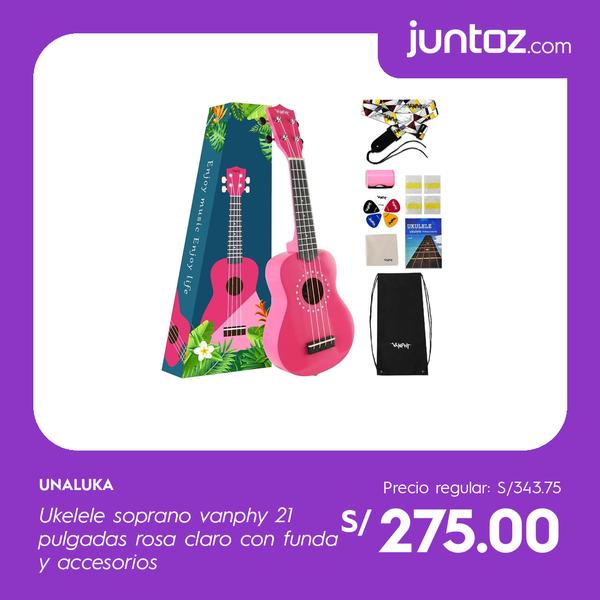 juntoz.com
Enjoy music Enjoy life
UKULELE
UNALUKA
Ukelele soprano vanphy 21
pulgadas rosa claro con funda
y accesorios
Precio regular: S/343.75
S/ 275.00